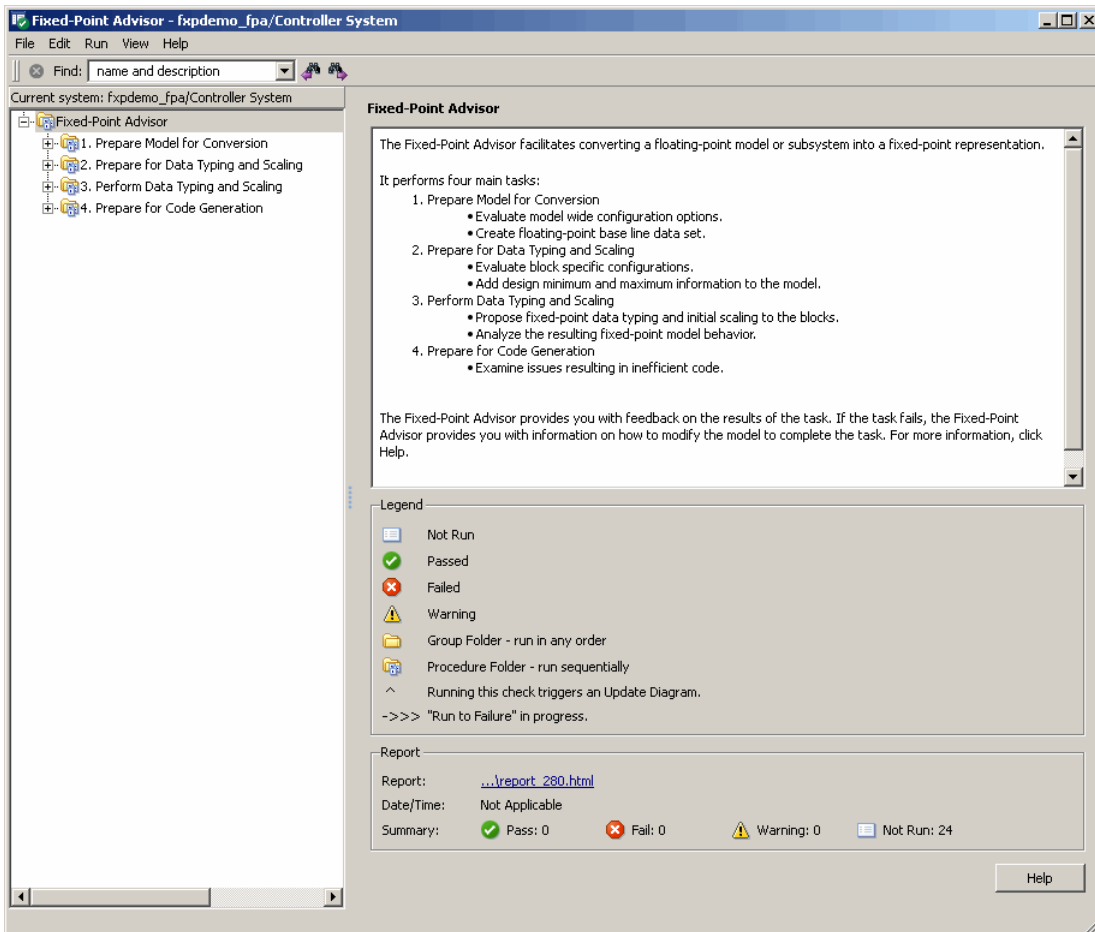 Fixed-Point Advisor - fxpdemo_fpa/Controller System
File Edit Run View Help
Find: name and description
Current system: fxpdemo_fpa/Controller System
Fixed-Point Advisor
1. Prepare Model for Conversion
2. Prepare for Data Typing and Scaling
3. Perform Data Typing and Scaling
4. Prepare for Code Generation
Fixed-Point Advisor
The Fixed-Point Advisor facilitates converting a floating-point model or subsystem into a fixed-point representation.
It performs four main tasks:
1. Prepare Model for Conversion
• Evaluate model wide configuration options.
• Create floating-point base line data set.
2. Prepare for Data Typing and Scaling
• Evaluate block specific configurations.
• Add design minimum and maximum information to the model.
3. Perform Data Typing and Scaling
• Propose fixed-point data typing and initial scaling to the blocks.
• Analyze the resulting fixed-point model behavior.
4. Prepare for Code Generation
• Examine issues resulting in inefficient code.
The Fixed-Point Advisor provides you with feedback on the results of the task. If the task fails, the Fixed-Point
Advisor provides you with information on how to modify the model to complete the task. For more information, click
Help.
Legend
Not Run
Passed
Failed
Warning
Group Folder - run in any order
Procedure Folder - run sequentially
^ Running this check triggers an Update Diagram.
->>> "Run to Failure" in progress.
Report
Report: ...\report_280.html
Date/Time: Not Applicable
Summary: Pass: 0 Fail: 0 Warning: 0 Not Run: 24
Help